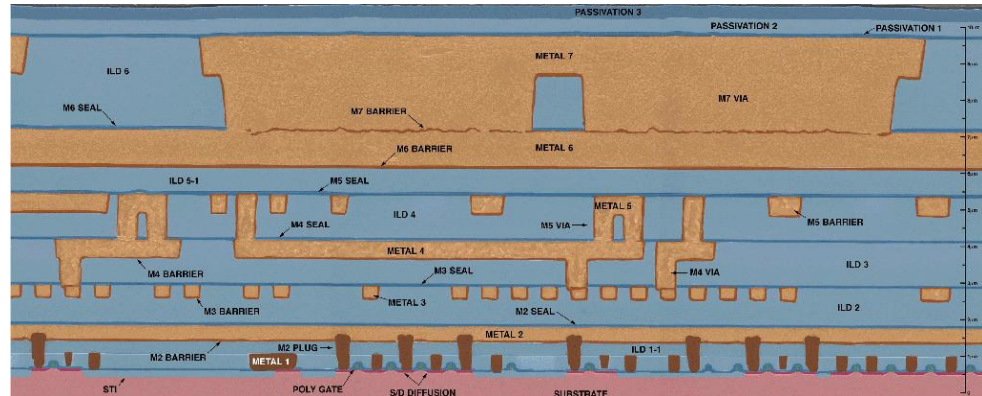 PASSIVATION 3
PASSIVATION 2
PASSIVATION 1
METAL 7
ILD 6
M7 VIA
M6 SEAL
M7 BARRIER
M6 BARRIER
METAL 6
ILD 5-1
M5 SEAL
METAL 5
M5 BARRIER
ILD 4
M4 SEAL
M5 VIA
METAL 4
ILD 3
M4 BARRIER
M3 SEAL
M4 VIA
METAL 3
M3 BARRIER
M2 SEAL
ILD 2
METAL 2
M2 PLUG
ILD 1-1
M2 BARRIER
METAL 1
STI
POLY GATE
S/D DIFFUSION
SUBSTRATE